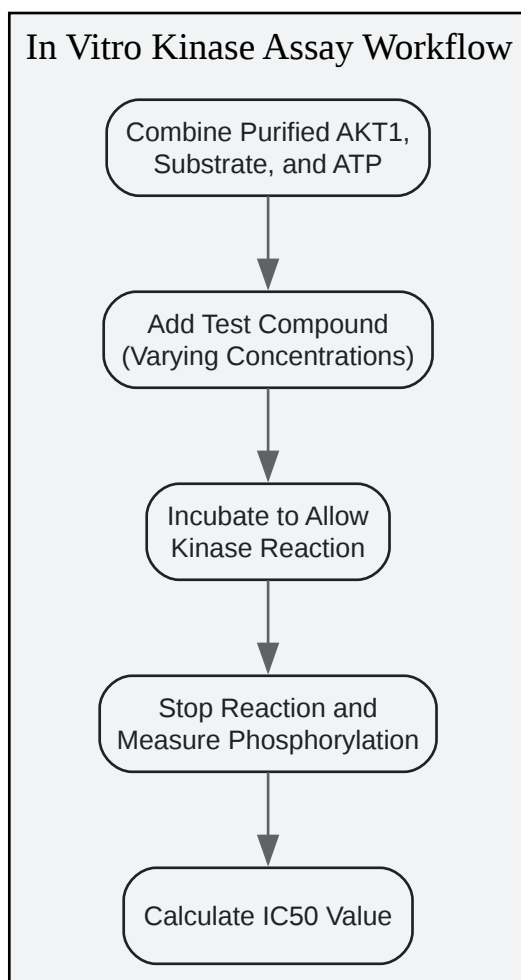 In Vitro Kinase Assay Workflow
Combine Purified AKT1,
Substrate, and ATP
Add Test Compound
(Varying Concentrations)
Incubate to Allow
Kinase Reaction
Stop Reaction and
Measure Phosphorylation
Calculate IC50 Value